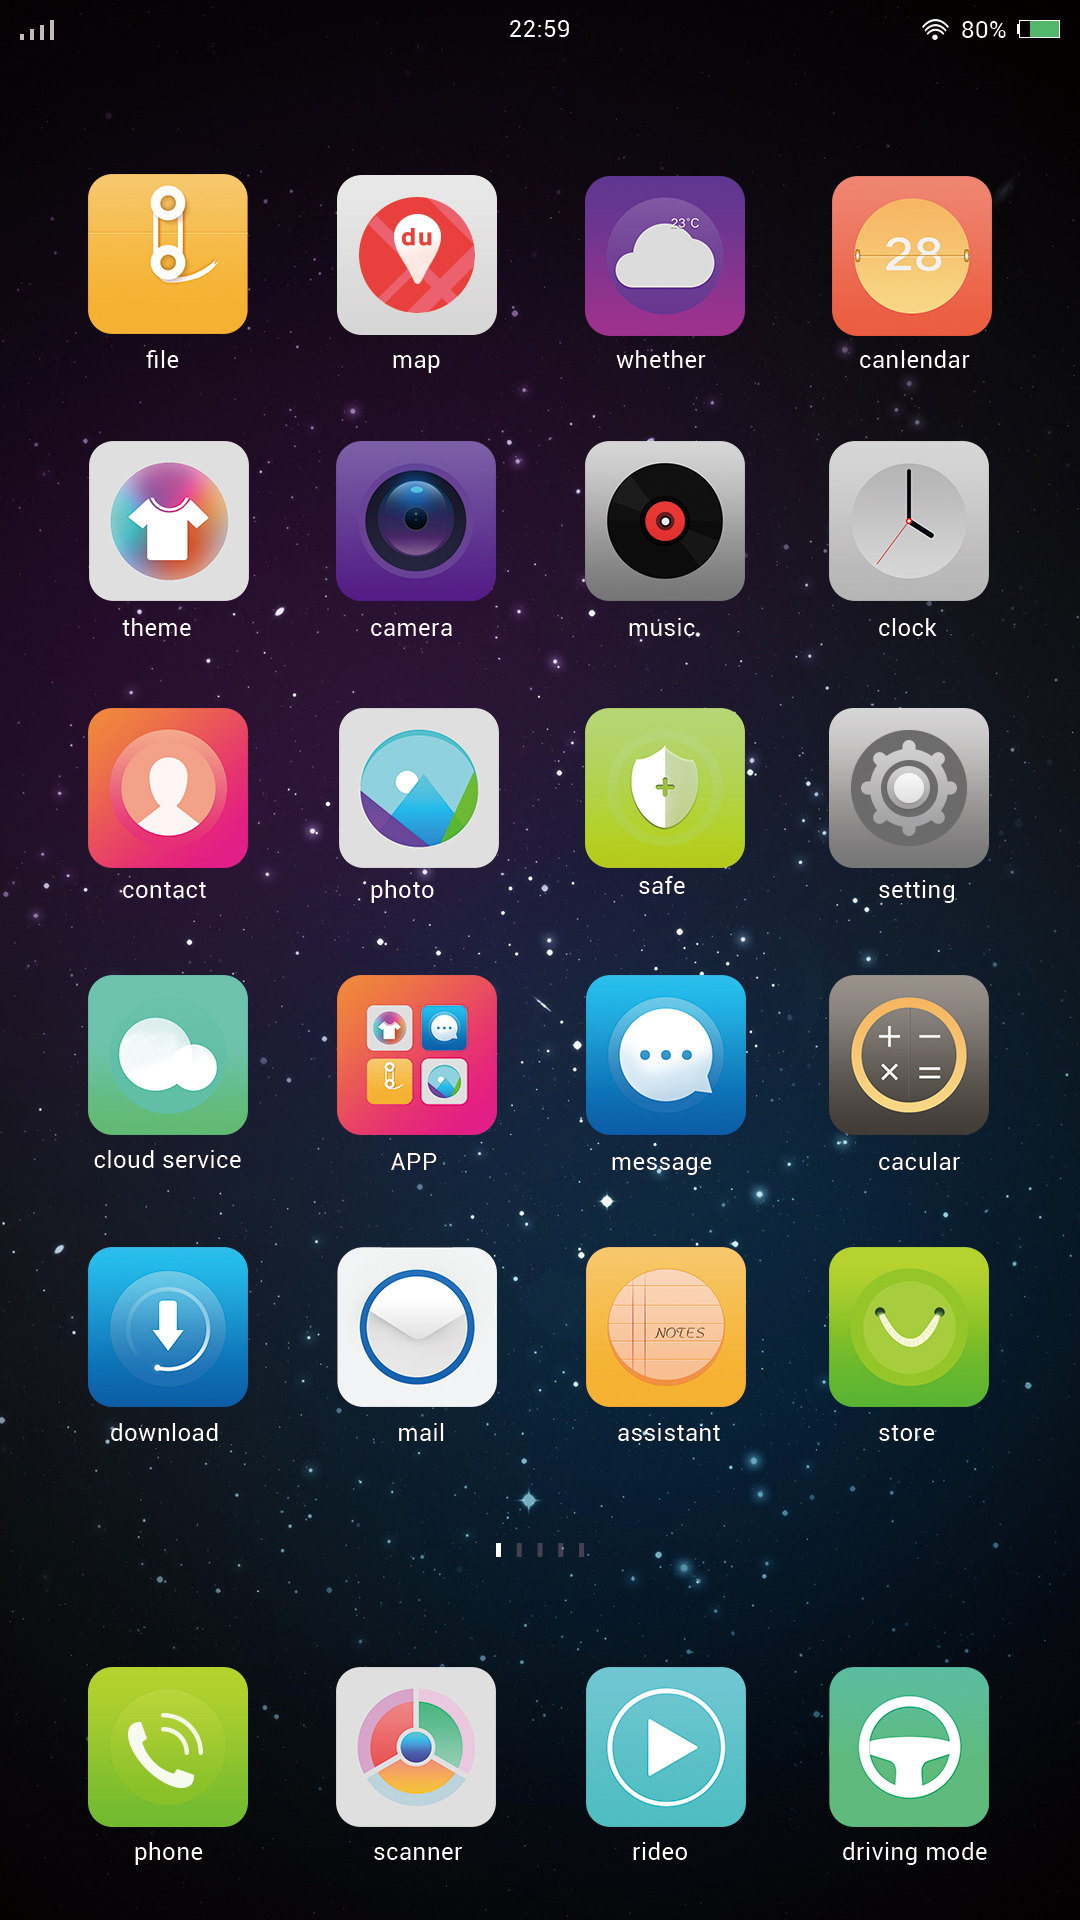 22:59 80%
du
23°C
28
file map whether canlendar
theme camera music clock
contact photo safe setting
cloud service APP message cacular
NOTES
download mail assistant store
phone scanner rideo driving mode